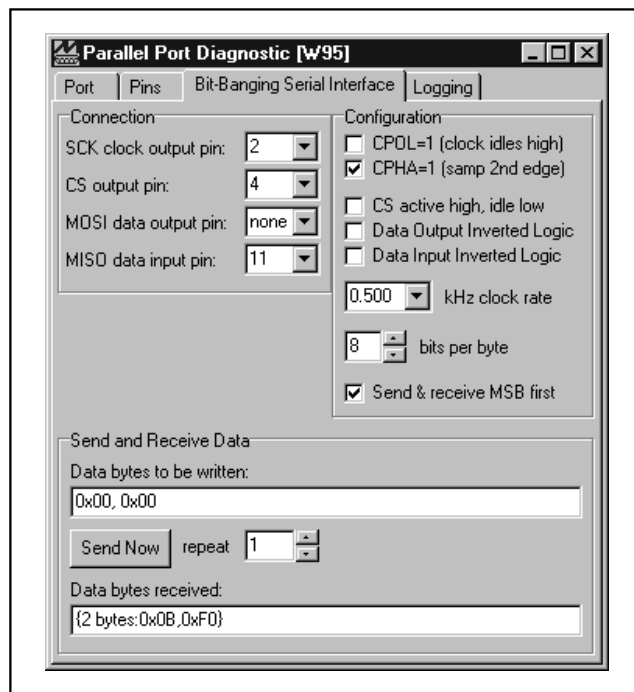 Parallel Port Diagnostic [W95]
Port Pins Bit-Banging Serial Interface Logging
Connection
SCK clock output pin: 2
CS output pin: 4
MOSI data output pin: none
MISO data input pin: 11
Configuration
CPOL=1 (clock idles high)
CPHA=1 (samp 2nd edge)
CS active high, idle low
Data Output Inverted Logic
Data Input Inverted Logic
0.500 kHz clock rate
8 bits per byte
Send & receive MSB first
Send and Receive Data
Data bytes to be written:
0x00, 0x00
Send Now repeat 1
Data bytes received:
{2 bytes:0x0B,0xF0}